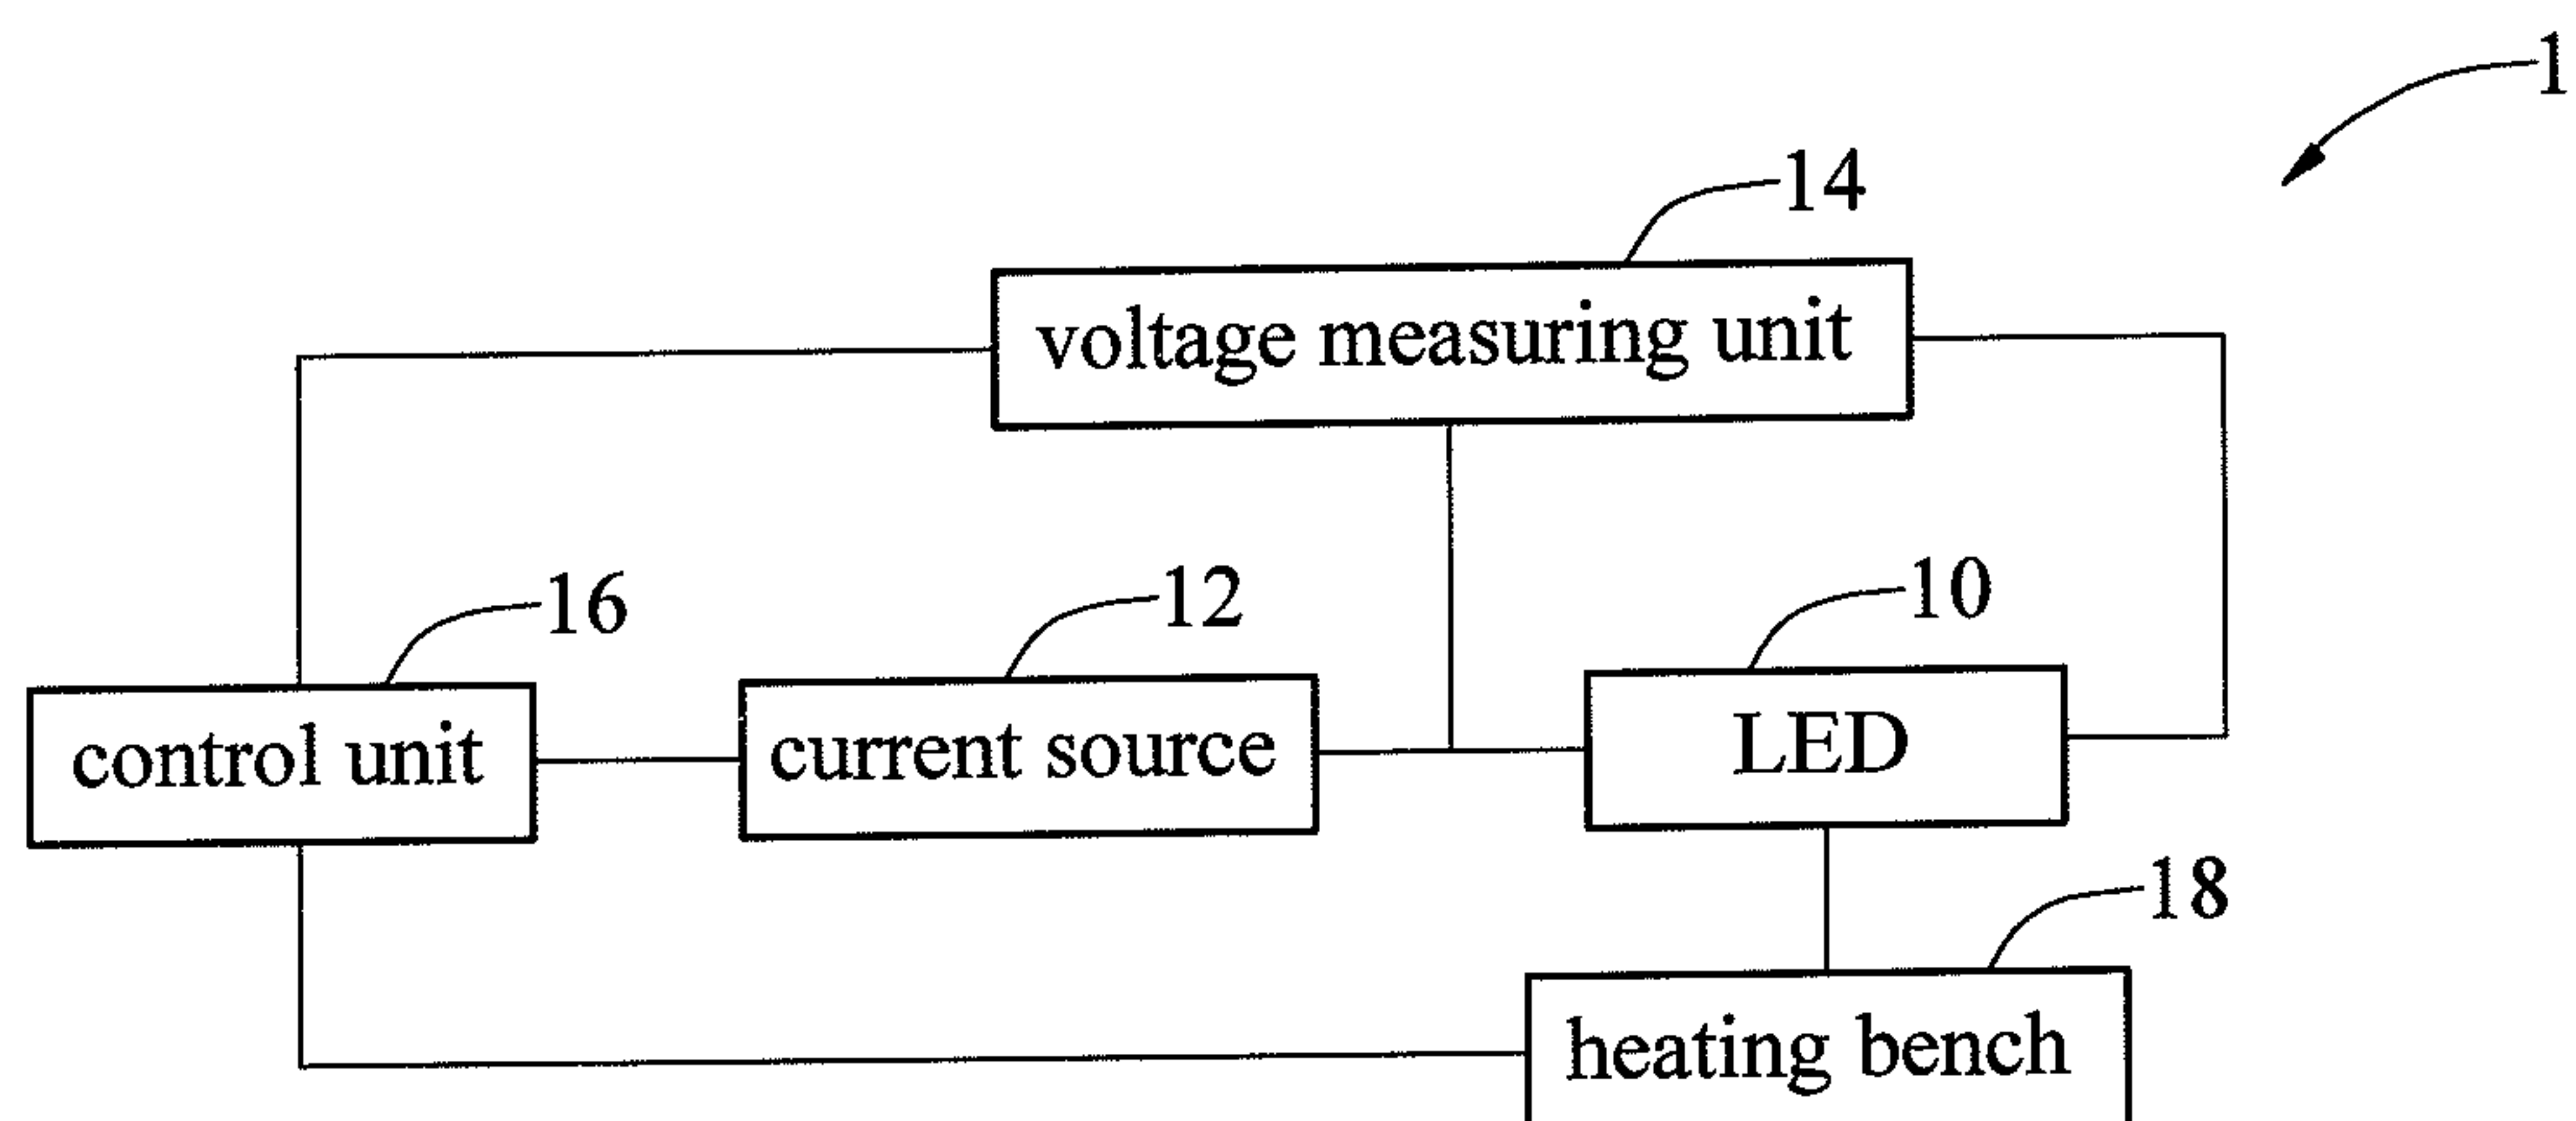 1
14
voltage measuring unit
16
12
10
control unit
current source
LED
18
heating bench